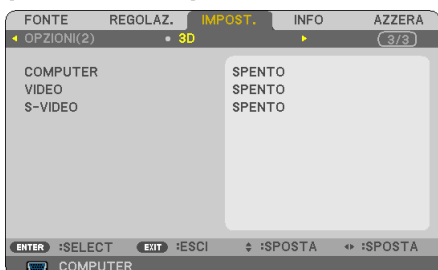 FONTE REGOLAZ. IMPOST. INFO AZZERA
OPZIONI(2) 3D 3/3
COMPUTER SPENTO
VIDEO SPENTO
S-VIDEO SPENTO
ENTER :SELECT EXIT :ESCI :SPOSTA :SPOSTA
COMPUTER